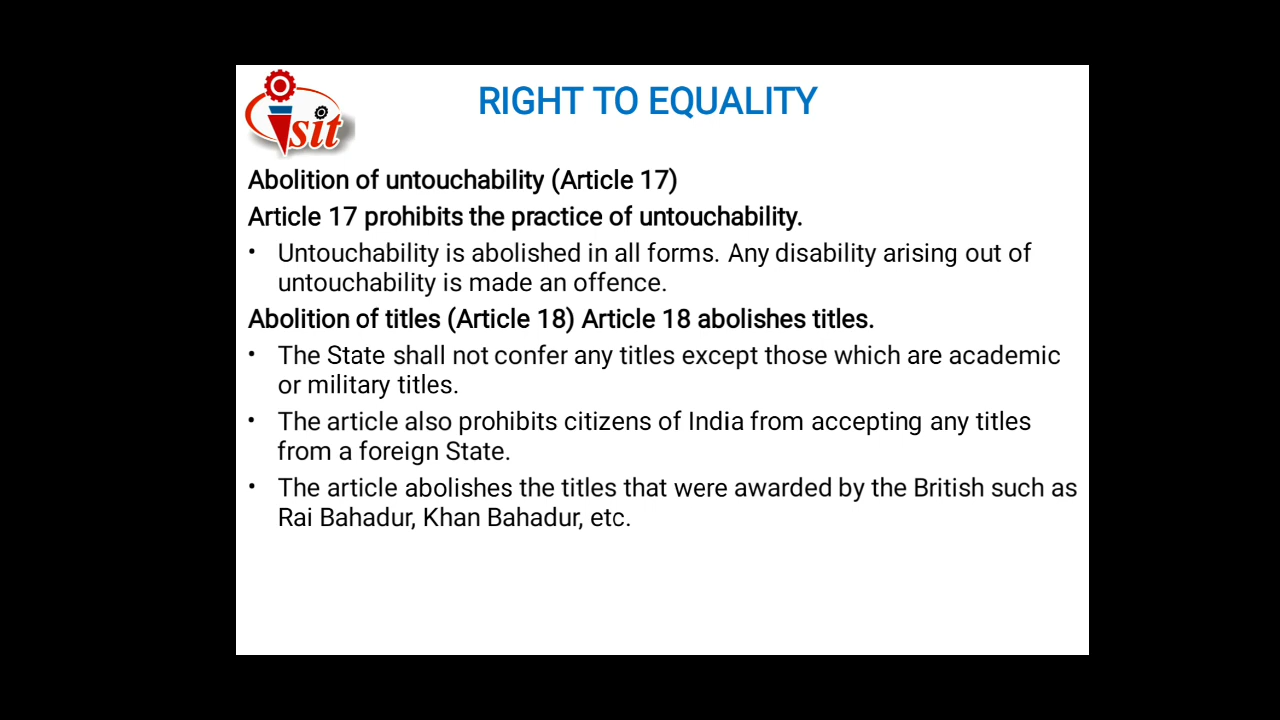 sit
RIGHT TO EQUALITY
Abolition of untouchability (Article 17)
Article 17 prohibits the practice of untouchability.
• Untouchability is abolished in all forms. Any disability arising out of
untouchability is made an offence.
Abolition of titles (Article 18) Article 18 abolishes titles.
• The State shall not confer any titles except those which are academic
or military titles.
• The article also prohibits citizens of India from accepting any titles
from a foreign State.
• The article abolishes the titles that were awarded by the British such as
Rai Bahadur, Khan Bahadur, etc.